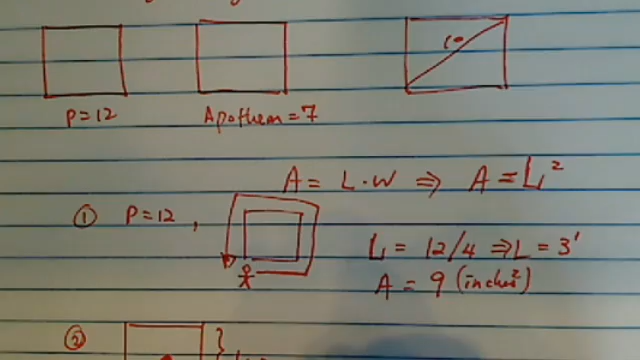 10
P=12
Apothem=7
A = L·W ⇒ A=L²
① P=12,
L = 12/4 ⇒ L = 3'
A = 9 (inches²)
②